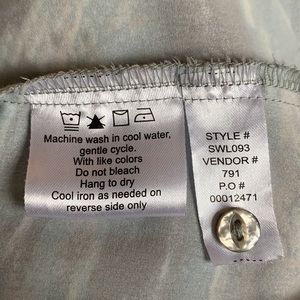 Machine wash in cool water,
gentle cycle.
With like colors
Do not bleach
Hang to dry
Cool iron as needed on
reverse side only
STYLE #
SWL093
VENDOR #
791
P.O #
00012471